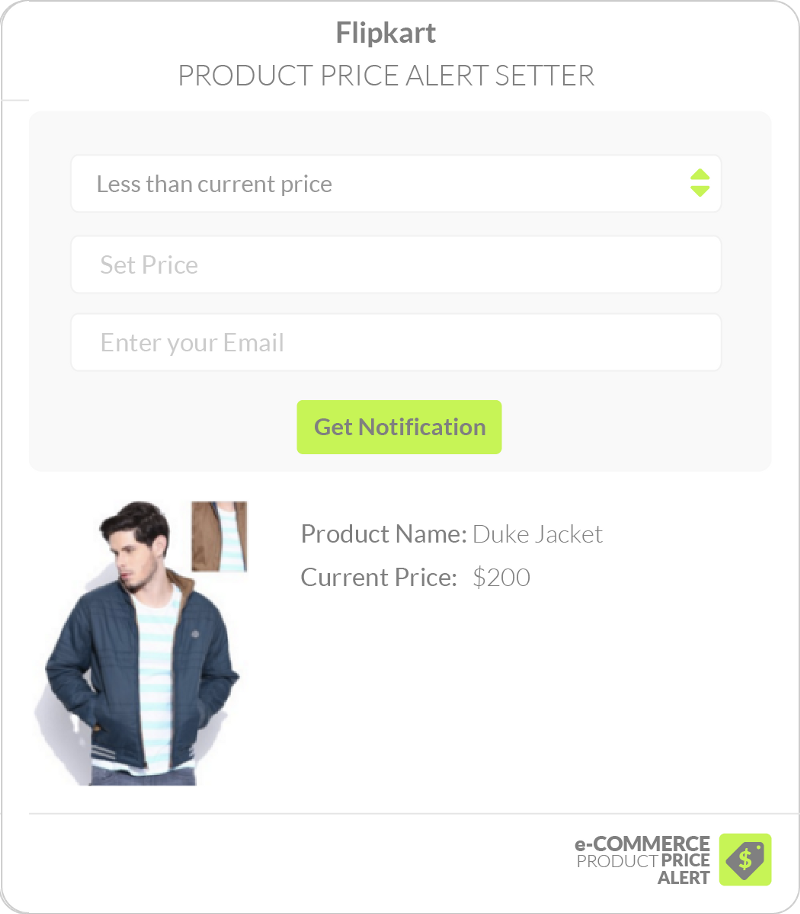 Flipkart
PRODUCT PRICE ALERT SETTER
Less than current price
Set Price
Enter your Email
Get Notification
Product Name: Duke Jacket
Current Price: $200
e-COMMERCE
PRODUCT PRICE
ALERT
$